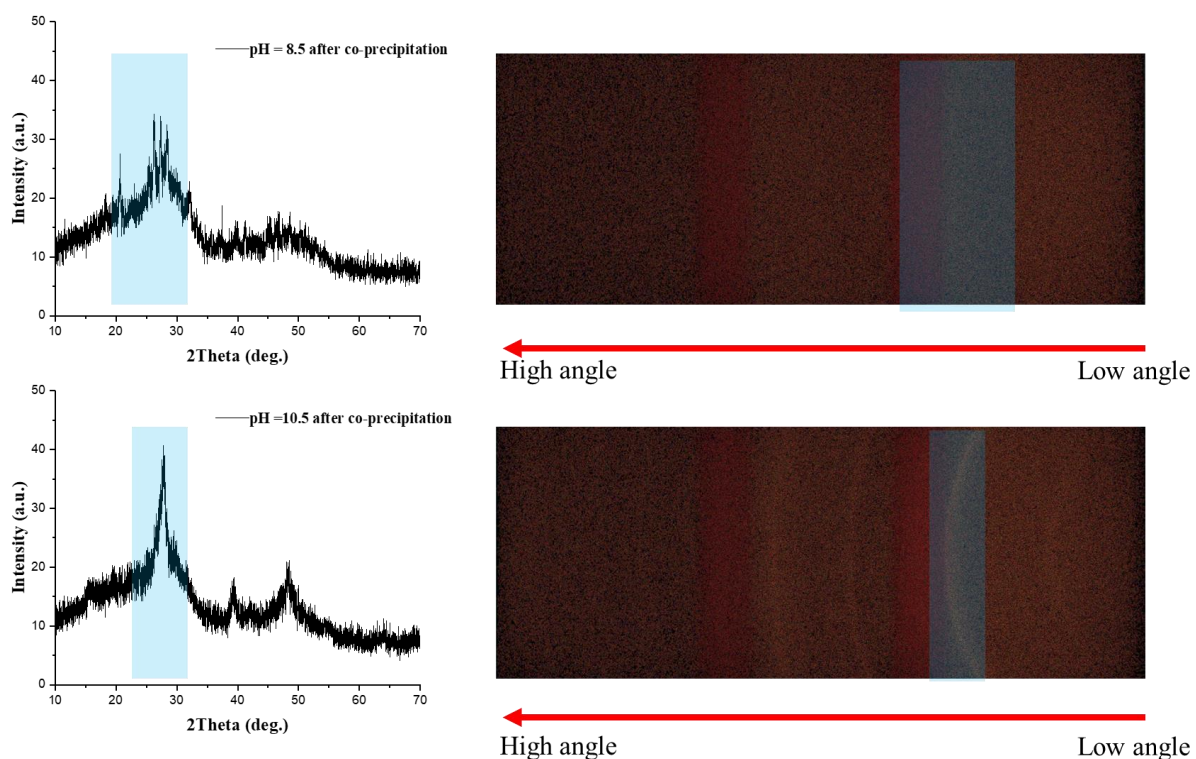 50
pH = 8.5 after co-precipitation
40
30
20
10
0
10 20 30 40 50 60 70
Intensity (a.u.)
2Theta (deg.)
High angle
Low angle
50
pH =10.5 after co-precipitation
40
30
20
10
0
10 20 30 40 50 60 70
Intensity (a.u.)
2Theta (deg.)
High angle
Low angle